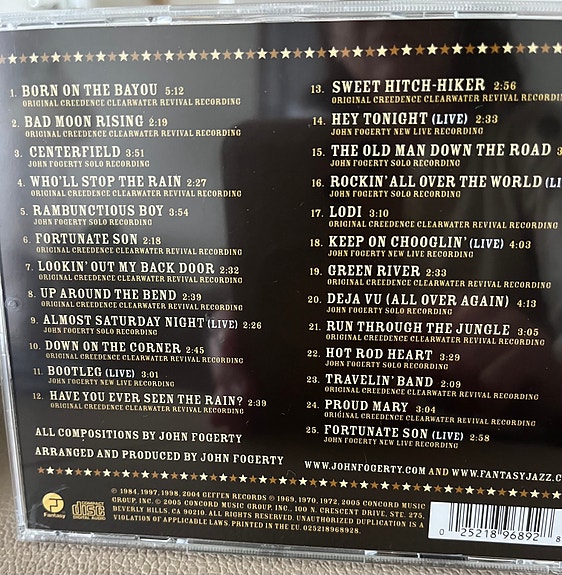 1. BORN ON THE BAYOU 5:12
ORIGINAL CREEDENCE CLEARWATER REVIVAL RECORDING
2. BAD MOON RISING 2:19
ORIGINAL CREEDENCE CLEARWATER REVIVAL RECORDING
3. CENTERFIELD 3:51
JOHN FOGERTY SOLO RECORDING
4. WHO'LL STOP THE RAIN 2:27
ORIGINAL CREEDENCE CLEARWATER REVIVAL RECORDING
5. RAMBUNCTIOUS BOY 3:54
JOHN FOGERTY SOLO RECORDING
6. FORTUNATE SON 2:18
ORIGINAL CREEDENCE CLEARWATER REVIVAL RECORDING
7. LOOKIN' OUT MY BACK DOOR 2:32
ORIGINAL CREEDENCE CLEARWATER REVIVAL RECORDING
8. UP AROUND THE BEND 2:39
ORIGINAL CREEDENCE CLEARWATER REVIVAL RECORDING
9. ALMOST SATURDAY NIGHT (LIVE) 2:26
JOHN FOGERTY SOLO RECORDING
10. DOWN ON THE CORNER 2:45
ORIGINAL CREEDENCE CLEARWATER REVIVAL RECORDING
11. BOOTLEG (LIVE) 3:01
JOHN FOGERTY NEW LIVE RECORDING
12. HAVE YOU EVER SEEN THE RAIN? 2:39
ORIGINAL CREEDENCE CLEARWATER REVIVAL RECORDING
ALL COMPOSITIONS BY JOHN FOGERTY
ARRANGED AND PRODUCED BY JOHN FOGERTY
13. SWEET HITCH-HIKER 2:56
ORIGINAL CREEDENCE CLEARWATER REVIVAL RECORDIN
14. HEY TONIGHT (LIVE) 2:33
JOHN FOGERTY NEW LIVE RECORDING
15. THE OLD MAN DOWN THE ROAD 3
JOHN FOGERTY SOLO RECORDING
16. ROCKIN' ALL OVER THE WORLD (LI
JOHN FOGERTY NEW LIVE RECORDING
17. LODI 3:10
ORIGINAL CREEDENCE CLEARWATER REVIVAL RECORDING
18. KEEP ON CHOOGLIN' (LIVE) 4:03
JOHN FOGERTY NEW LIVE RECORDING
19. GREEN RIVER 2:33
ORIGINAL CREEDENCE CLEARWATER REVIVAL RECORDING
20. DEJA VU (ALL OVER AGAIN) 4:13
JOHN FOGERTY SOLO RECORDING
21. RUN THROUGH THE JUNGLE 3:05
ORIGINAL CREEDENCE CLEARWATER REVIVAL RECORDING
22. HOT ROD HEART 3:29
JOHN FOGERTY SOLO RECORDING
23. TRAVELIN' BAND 2:09
ORIGINAL CREEDENCE CLEARWATER REVIVAL RECORDING
24. PROUD MARY 3:04
ORIGINAL CREEDENCE CLEARWATER REVIVAL RECORDING
25. FORTUNATE SON (LIVE) 2:58
JOHN FOGERTY NEW LIVE RECORDING
WWW.JOHNFOGERTY.COM AND WWW.FANTASYJAZZ.C
Fantasy
COMPACT
disc
DIGITAL AUDIO
℗ 1984, 1997, 1998, 2004 GEFFEN RECORDS ℗ 1969, 1970, 1972, 2005 CONCORD MUSIC
GROUP, INC. © 2005 CONCORD MUSIC GROUP, INC., 100 N. CRESCENT DRIVE, STE. 275,
BEVERLY HILLS, CA 90210. ALL RIGHTS RESERVED. UNAUTHORIZED DUPLICATION IS A
VIOLATION OF APPLICABLE LAWS. PRINTED IN THE EU. 025218968928.
0 25218 96892 8